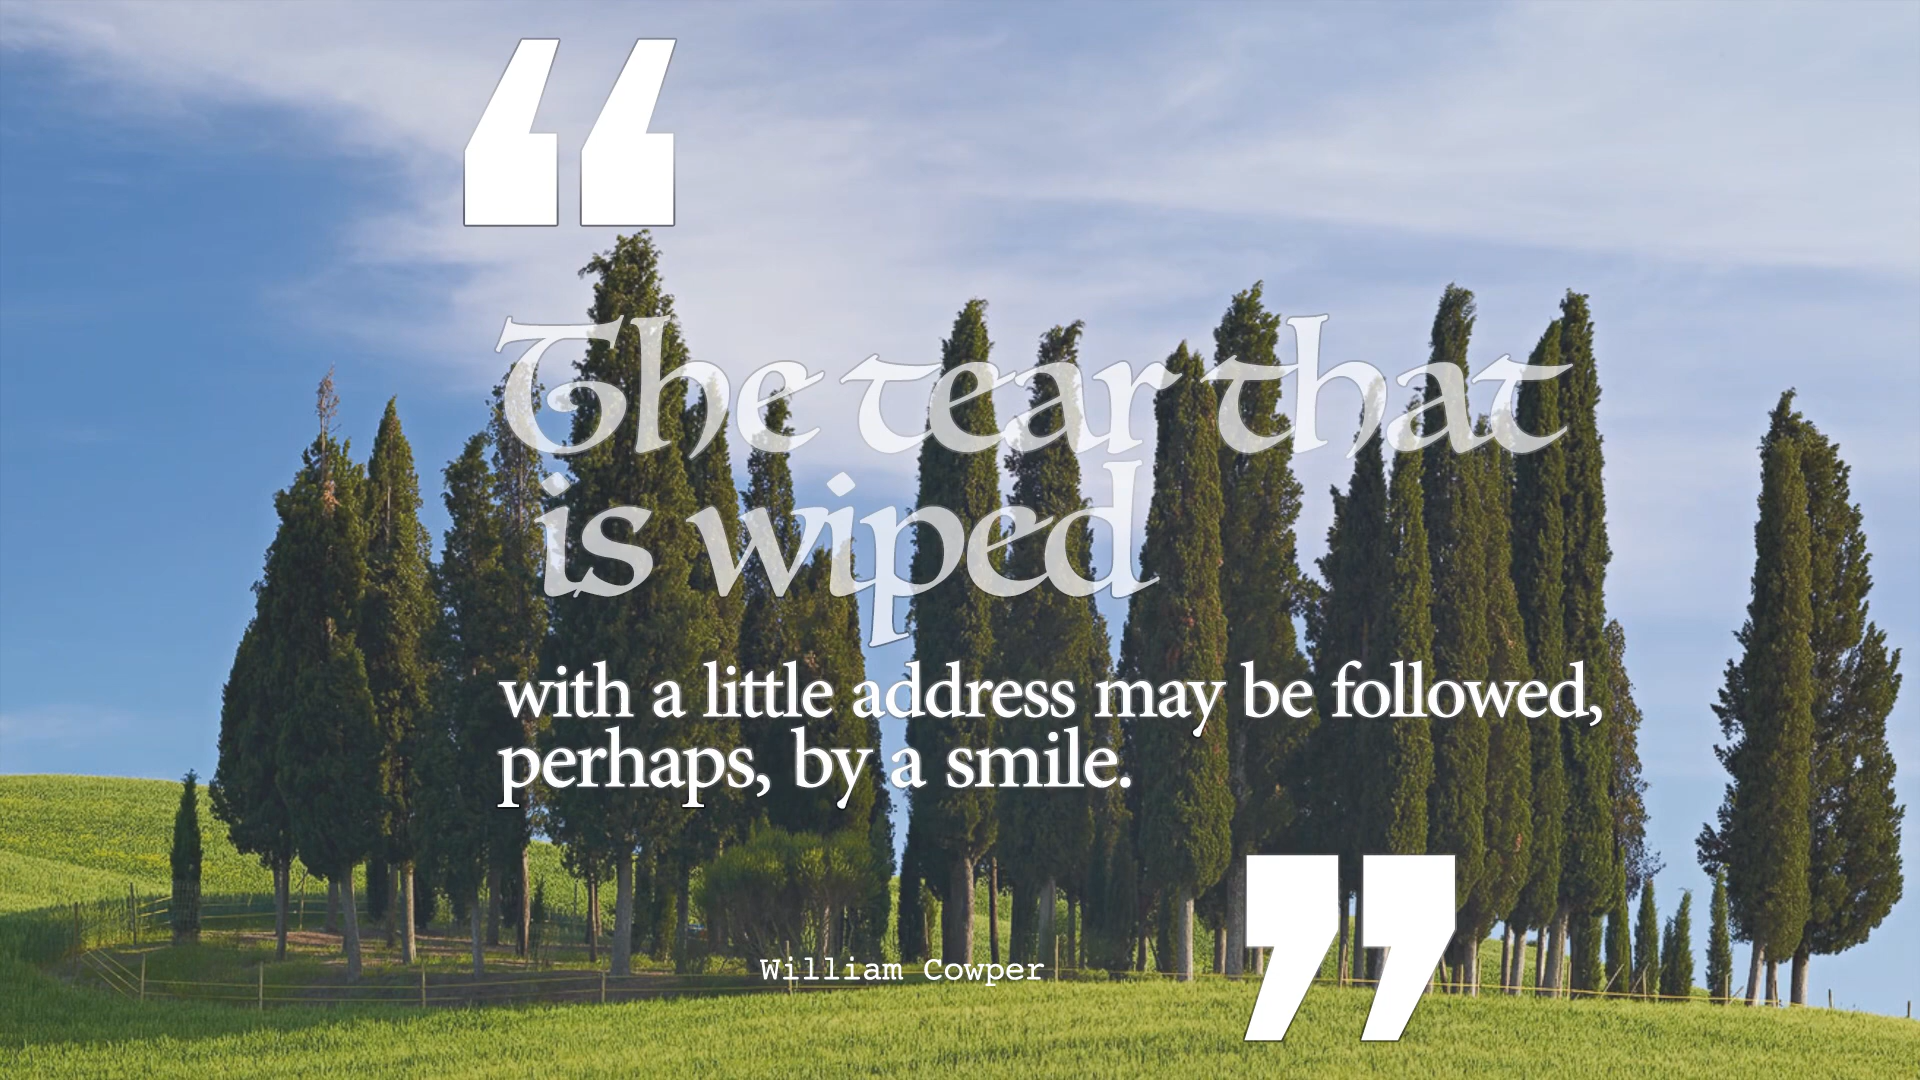 “
The tear that
is wiped
with a little address may be followed,
perhaps, by a smile.
”
William Cowper